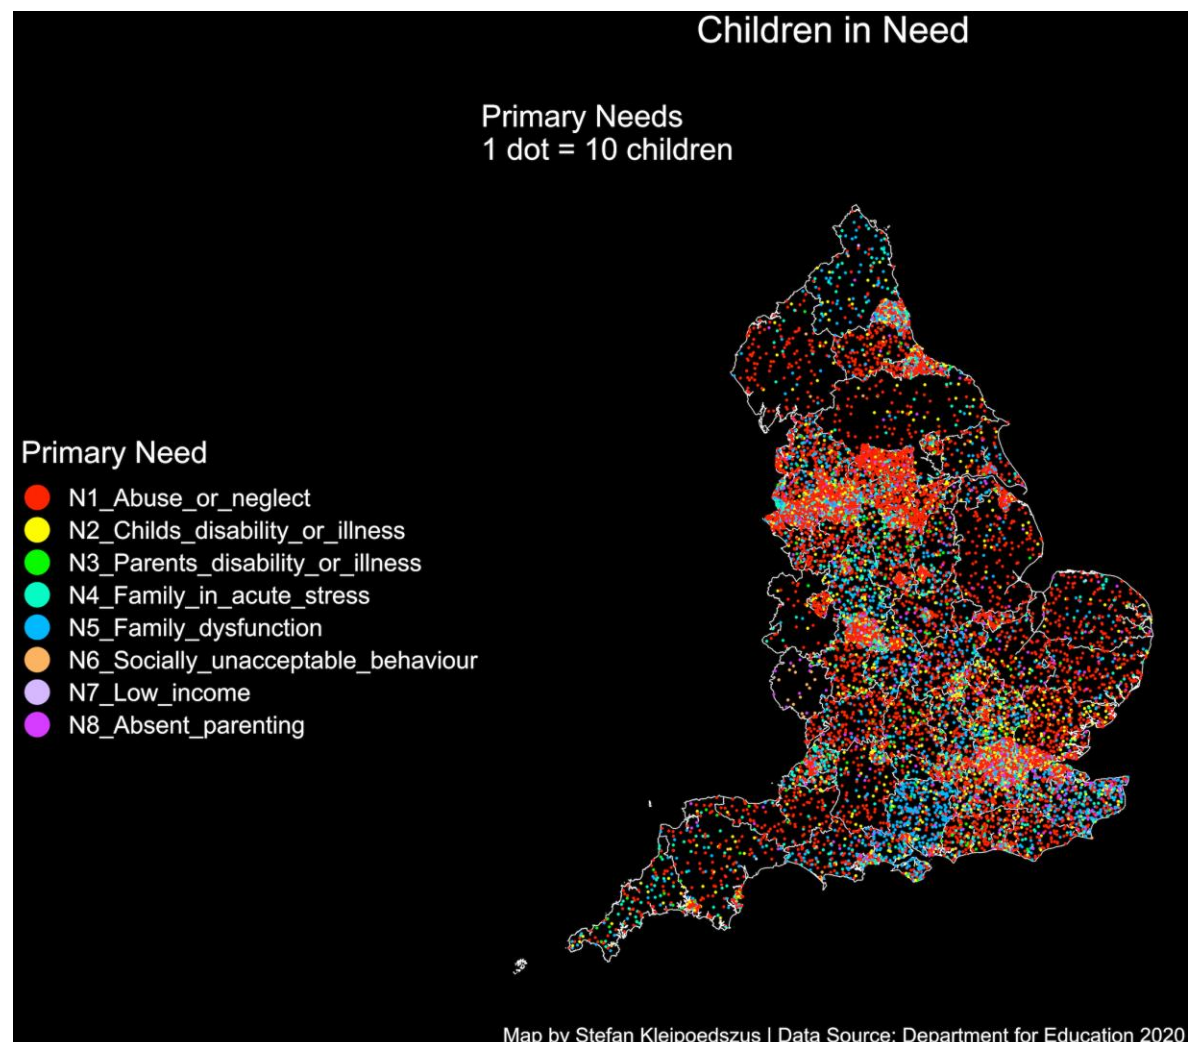 Children in Need
Primary Needs
1 dot = 10 children
Primary Need
N1_Abuse_or_neglect
N2_Childs_disability_or_illness
N3_Parents_disability_or_illness
N4_Family_in_acute_stress
N5_Family_dysfunction
N6_Socially_unacceptable_behaviour
N7_Low_income
N8_Absent_parenting
Map by Stefan Kleipoedszus | Data Source: Department for Education 2020